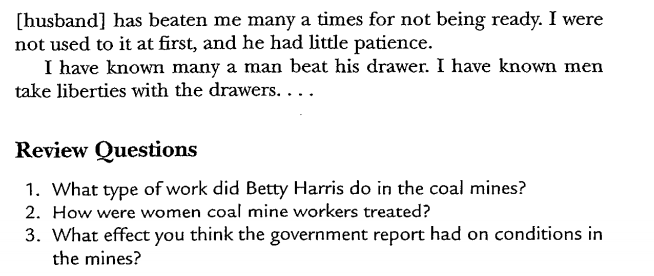 [husband] has beaten me many a times for not being ready. I were
not used to it at first, and he had little patience.
I have known many a man beat his drawer. I have known men
take liberties with the drawers. . . .
Review Questions
1. What type of work did Betty Harris do in the coal mines?
2. How were women coal mine workers treated?
3. What effect you think the government report had on conditions in
the mines?